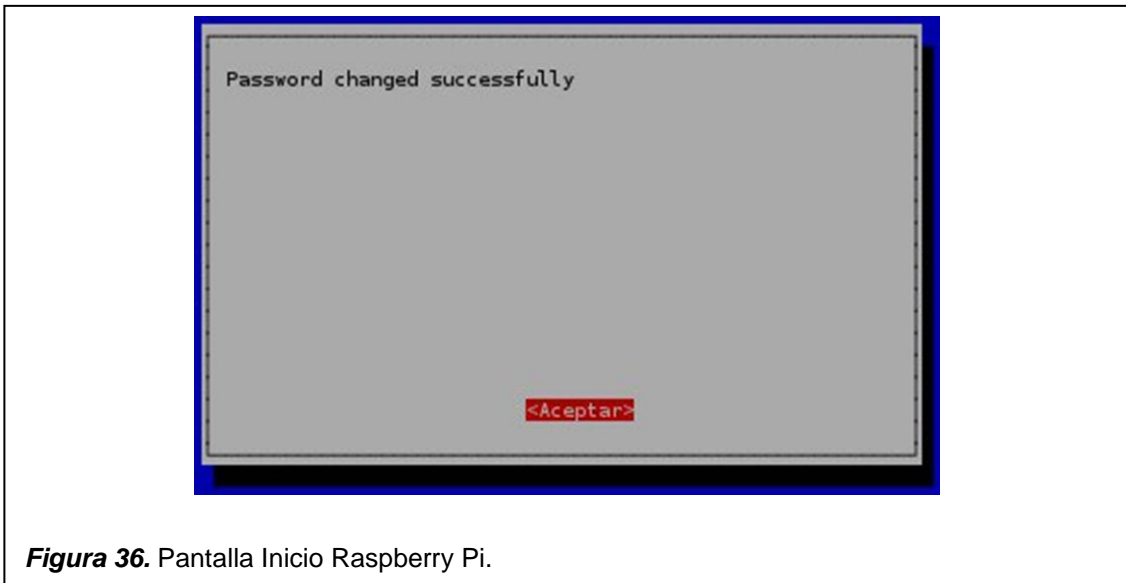 Password changed successfully
<Aceptar>
Figura 36. Pantalla Inicio Raspberry Pi.